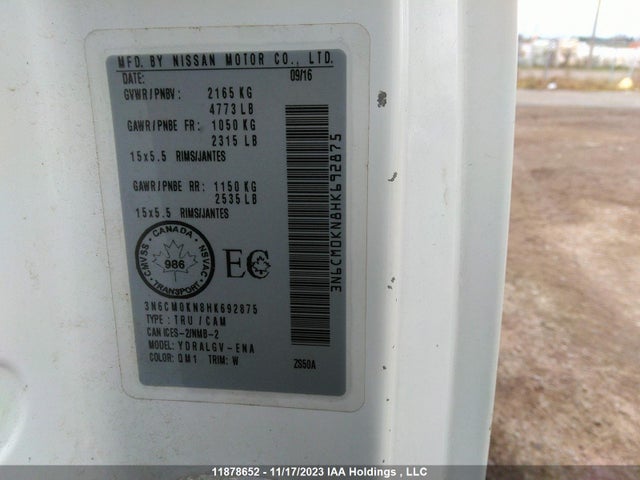 MFD. BY NISSAN MOTOR CO., LTD.
DATE: 09/16
GVWR/PNBV: 2165 KG
4773 LB
GAWR/PNBE FR: 1050 KG
2315 LB
15x5.5 RIMS/JANTES
GAWR/PNBE RR: 1150 KG
2535 LB
15x5.5 RIMS/JANTES
CANADA
CMVSS
NSVAC
986
TRANSPORT
EC
3N6CM0KN8HK692875
TYPE: TRU/CAM
CAN ICES-2/NMB-2
MODEL: YDRALGV-ENA
COLOR: QM1 TRIM: W
ZS50A
3N6CM0KN8HK692875
11878652 - 11/17/2023 IAA Holdings , LLC